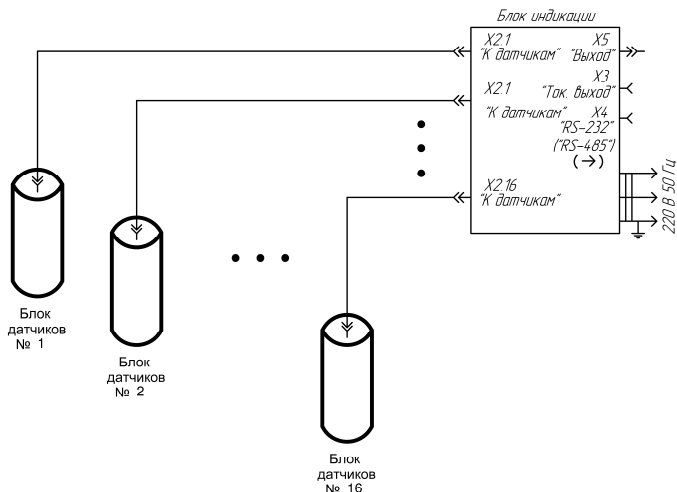 Блок индикации
X2.1
"К датчикам"
X5
"Выход"
X2.1
"К датчикам"
X3
"Ток. выход"
X4
"RS-232"
("RS-485")
(→)
X2.16
"К датчикам"
220 В 50 Гц
Блок
датчиков
№ 1
Блок
датчиков
№ 2
Блок
датчиков
№ 16